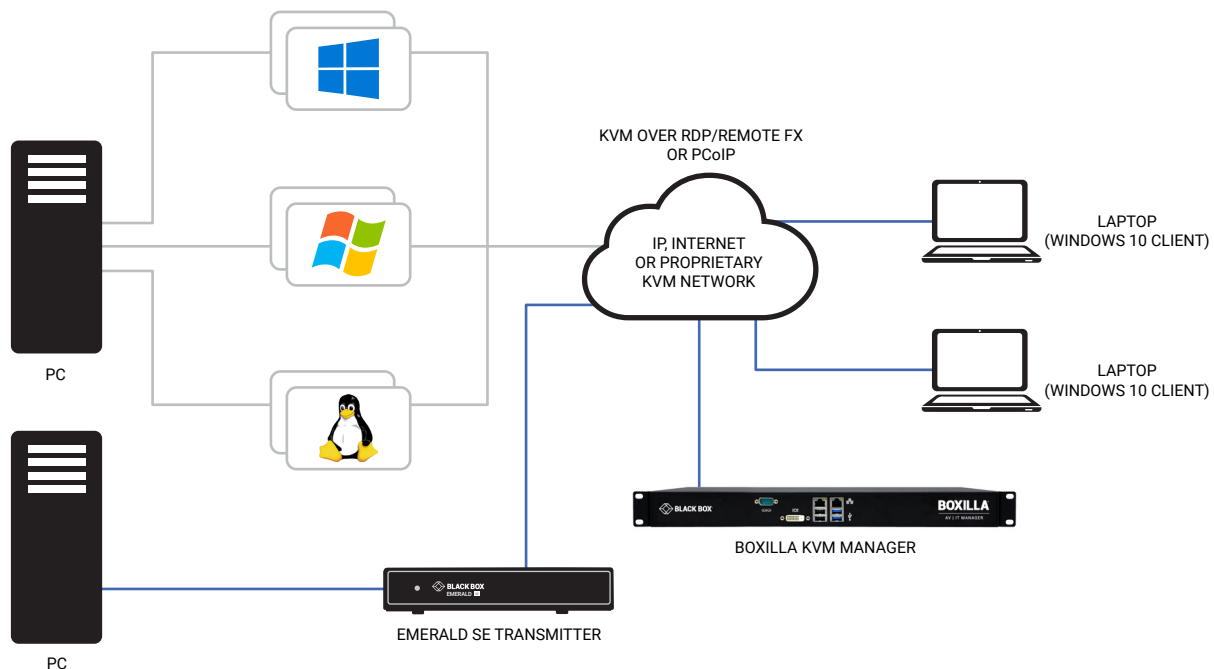 KVM OVER RDP/REMOTE FX
OR PCoIP
IP, INTERNET
OR PROPRIETARY
KVM NETWORK
LAPTOP
(WINDOWS 10 CLIENT)
PC
LAPTOP
(WINDOWS 10 CLIENT)
BLACK BOX
IOI
BOXILLA
AV | IT MANAGER
BOXILLA KVM MANAGER
BLACK BOX
EMERALD SE
EMERALD SE TRANSMITTER
PC